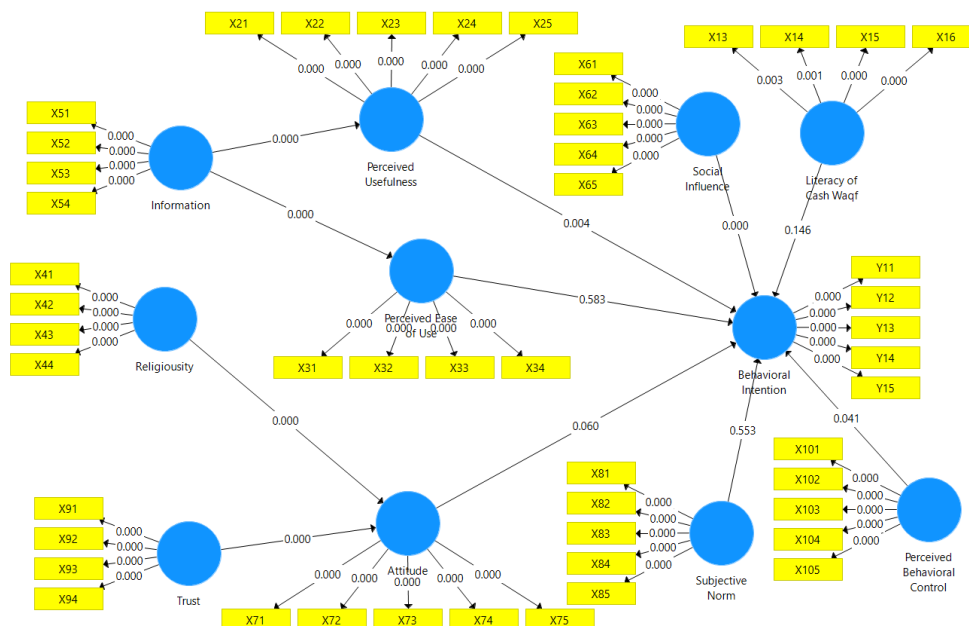 X21 X22 X23 X24 X25
0.000 0.000 0.000 0.000 0.000
Perceived
Usefulness
X13 X14 X15 X16
0.003 0.001 0.000 0.000
Literacy of
Cash Waqf
X61
X62
X63
X64
X65
0.000
0.000
0.000
0.000
0.000
Social
Influence
X51
X52
X53
X54
0.000
0.000
0.000
0.000
Information
0.000
0.000
0.004
0.000
0.146
X41
X42
X43
X44
0.000
0.000
0.000
0.000
Religiousity
Perceived Ease
of Use
0.000 0.000 0.000 0.000
X31 X32 X33 X34
0.583
Y11
Y12
Y13
Y14
Y15
0.000
0.000
0.000
0.000
0.000
Behavioral
Intention
0.000
0.060
0.553
0.041
X91
X92
X93
X94
0.000
0.000
0.000
0.000
Trust
0.000
Attitude
0.000 0.000 0.000 0.000 0.000
X71 X72 X73 X74 X75
X81
X82
X83
X84
X85
0.000
0.000
0.000
0.000
0.000
Subjective
Norm
X101
X102
X103
X104
X105
0.000
0.000
0.000
0.000
0.000
Perceived
Behavioral
Control